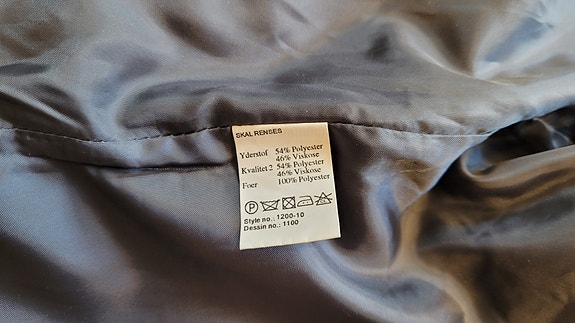 SKAL RENSES
Yderstof 54% Polyester
46% Viskose
Kvalitet 2 54% Polyester
46% Viskose
Foer 100% Polyester
P
Style no.: 1200-10
Dessin no.: 1100